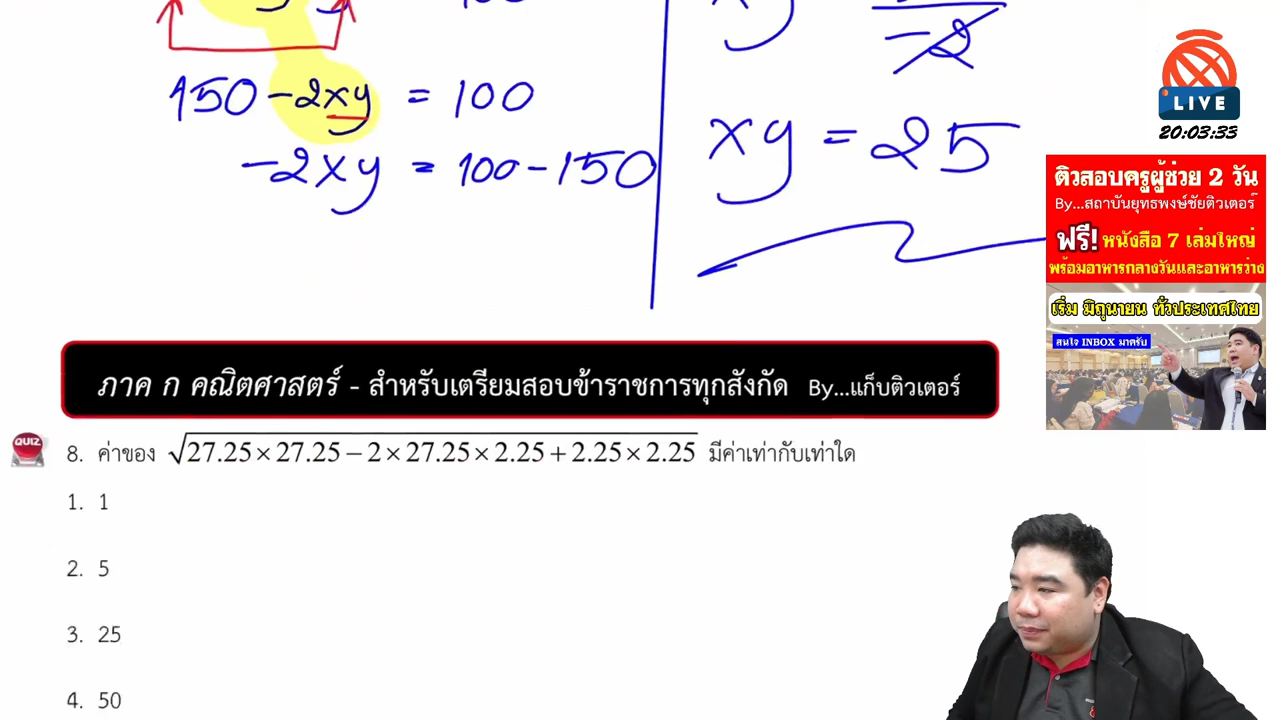 150 - 2xy = 100
-2xy = 100 - 150
-2
xy = 25
LIVE
20:03:33
ติวสอบครูผู้ช่วย 2 วัน
By...สถาบันยุทธพงษ์ชัยติวเตอร์
ฟรี! หนังสือ 7 เล่มใหญ่
พร้อมอาหารกลางวันและอาหารว่าง
เริ่ม มิถุนายน ทั่วประเทศไทย
สนใจ INBOX มาครับ
ภาค ก คณิตศาสตร์ - สำหรับเตรียมสอบข้าราชการทุกสังกัด By...แก็บติวเตอร์
QUIZ
8. ค่าของ √27.25×27.25−2×27.25×2.25+2.25×2.25 มีค่าเท่ากับเท่าใด
1. 1
2. 5
3. 25
4. 50